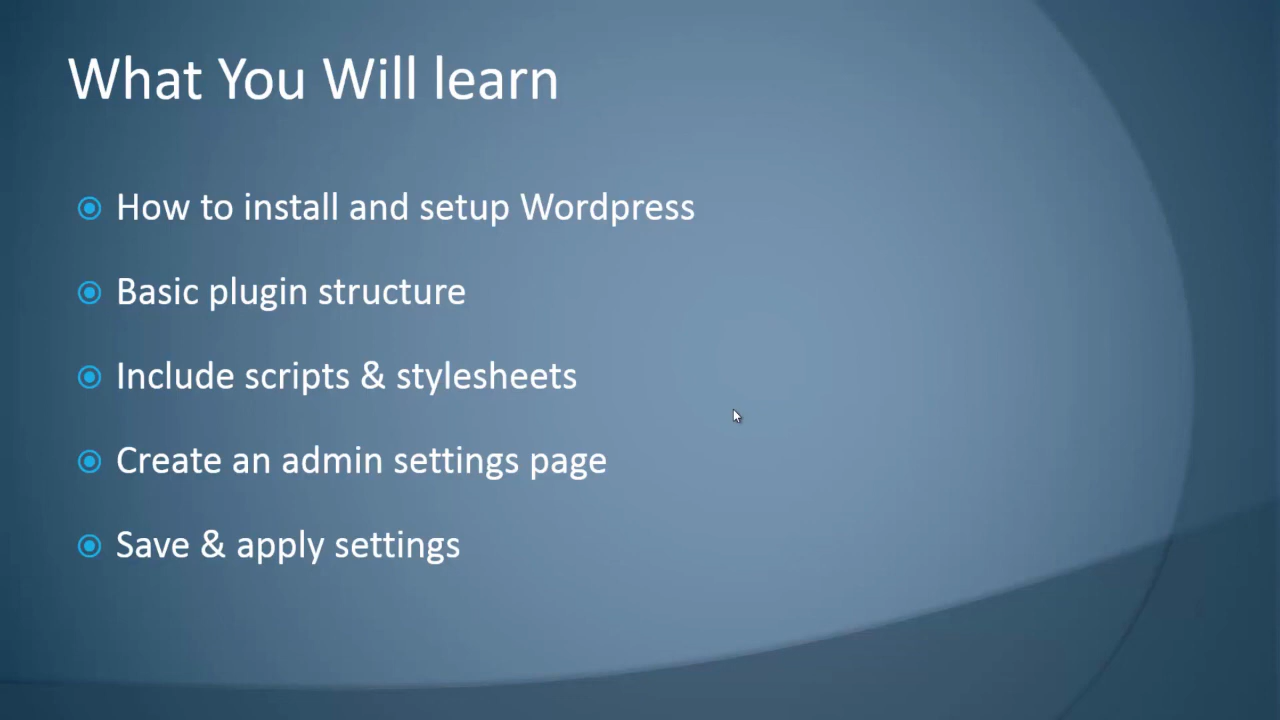 What You Will learn
How to install and setup Wordpress
Basic plugin structure
Include scripts & stylesheets
Create an admin settings page
Save & apply settings